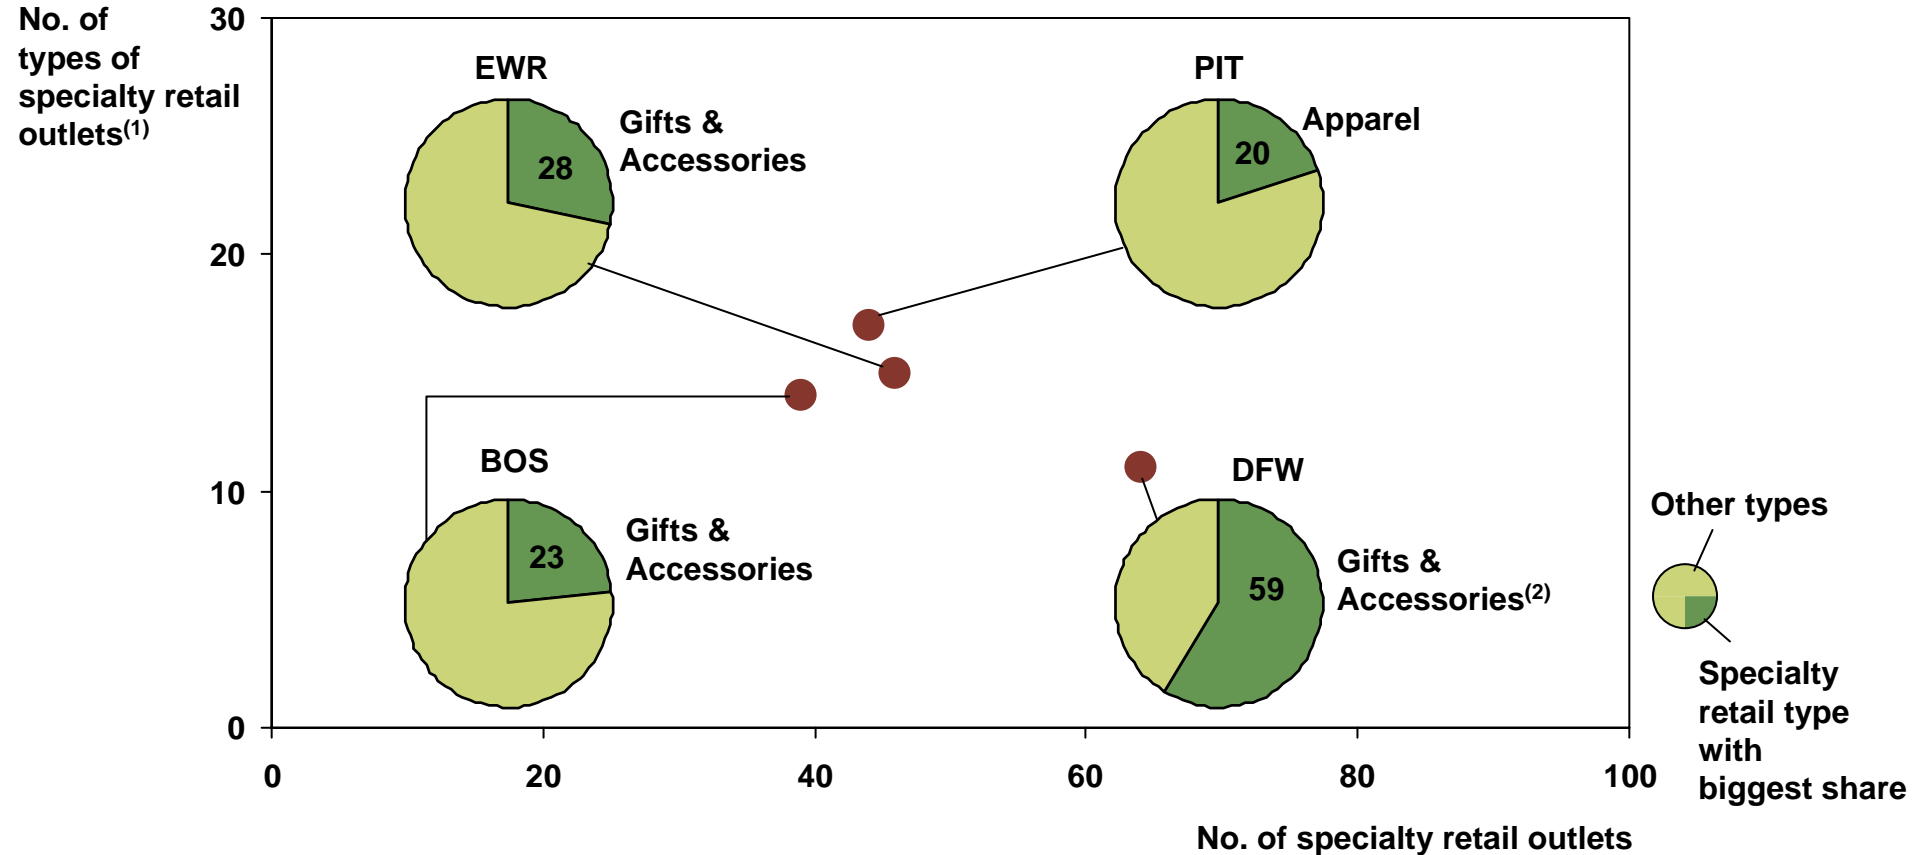 No. of
types of
specialty retail
outlets(1)
30
20
10
0
EWR
28
Gifts &
Accessories
PIT
20
Apparel
BOS
23
Gifts &
Accessories
DFW
59
Gifts &
Accessories(2)
Other types
Specialty
retail type
with
biggest share
0
20
40
60
80
100
No. of specialty retail outlets